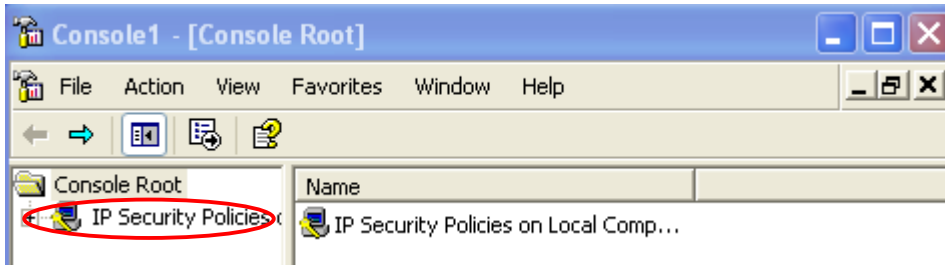 Console1 - [Console Root]
File Action View Favorites Window Help
Console Root
Name
IP Security Policies
IP Security Policies on Local Comp...